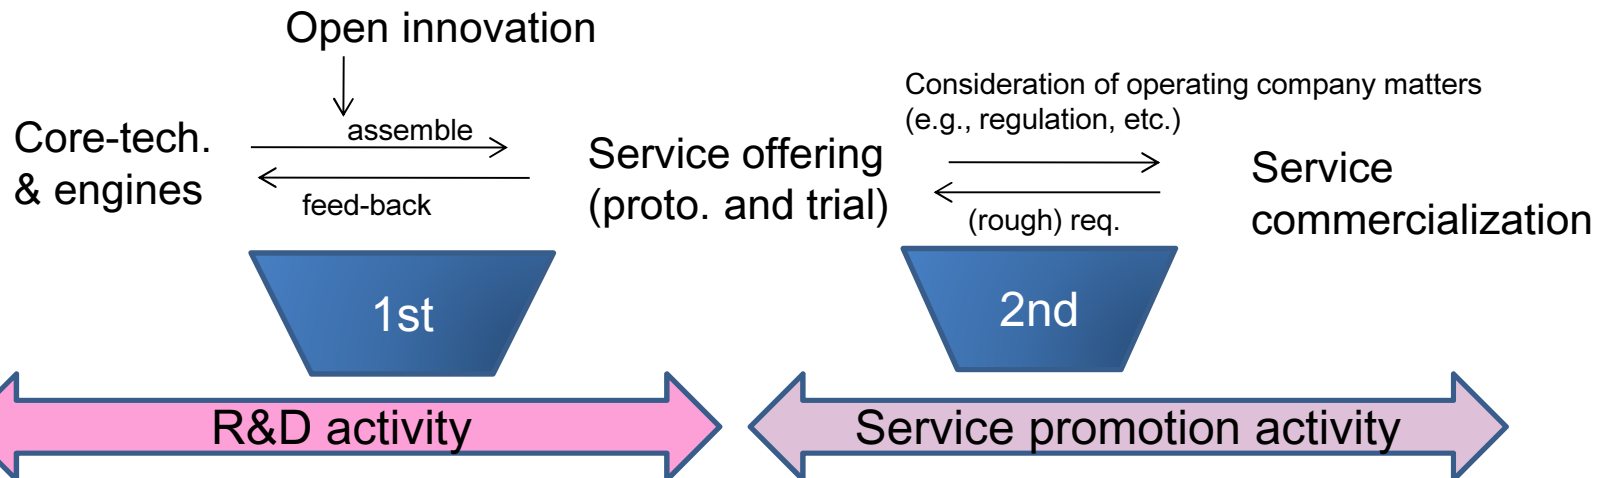 Open innovation
Consideration of operating company matters
(e.g., regulation, etc.)
Core-tech.
& engines
assemble
feed-back
Service offering
(proto. and trial)
(rough) req.
Service
commercialization
1st
2nd
R&D activity
Service promotion activity